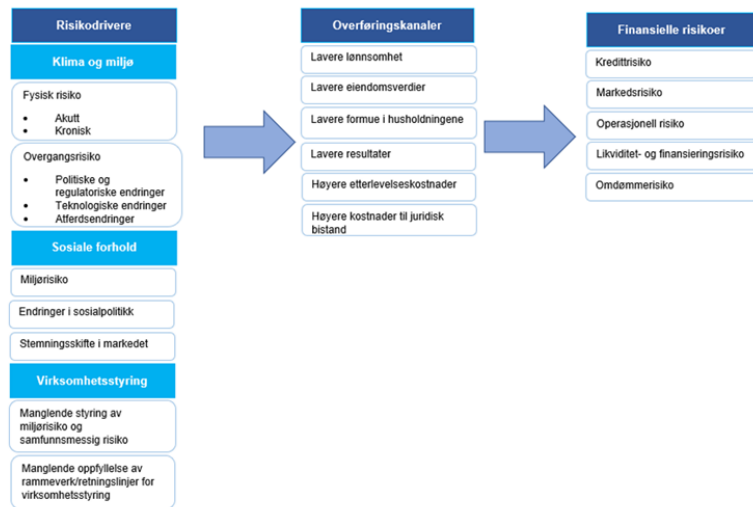 Risikodrivere
Klima og miljø
Fysisk risiko
• Akutt
• Kronisk
Overgangsrisiko
• Politiske og
regulatoriske endringer
• Teknologiske endringer
• Atferdsendringer
Sosiale forhold
Miljørisiko
Endringer i sosialpolitikk
Stemningsskifte i markedet
Virksomhetsstyring
Manglende styring av
miljørisiko og
samfunnsmessig risiko
Manglende oppfyllelse av
rammeverk/retningslinjer for
virksomhetsstyring
Overføringskanaler
Lavere lønnsomhet
Lavere eiendomsverdier
Lavere formue i husholdningene
Lavere resultater
Høyere etterlevelseskostnader
Høyere kostnader til juridisk
bistand
Finansielle risikoer
Kredittrisiko
Markedsrisiko
Operasjonell risiko
Likviditet- og finansieringsrisiko
Omdømmerisiko